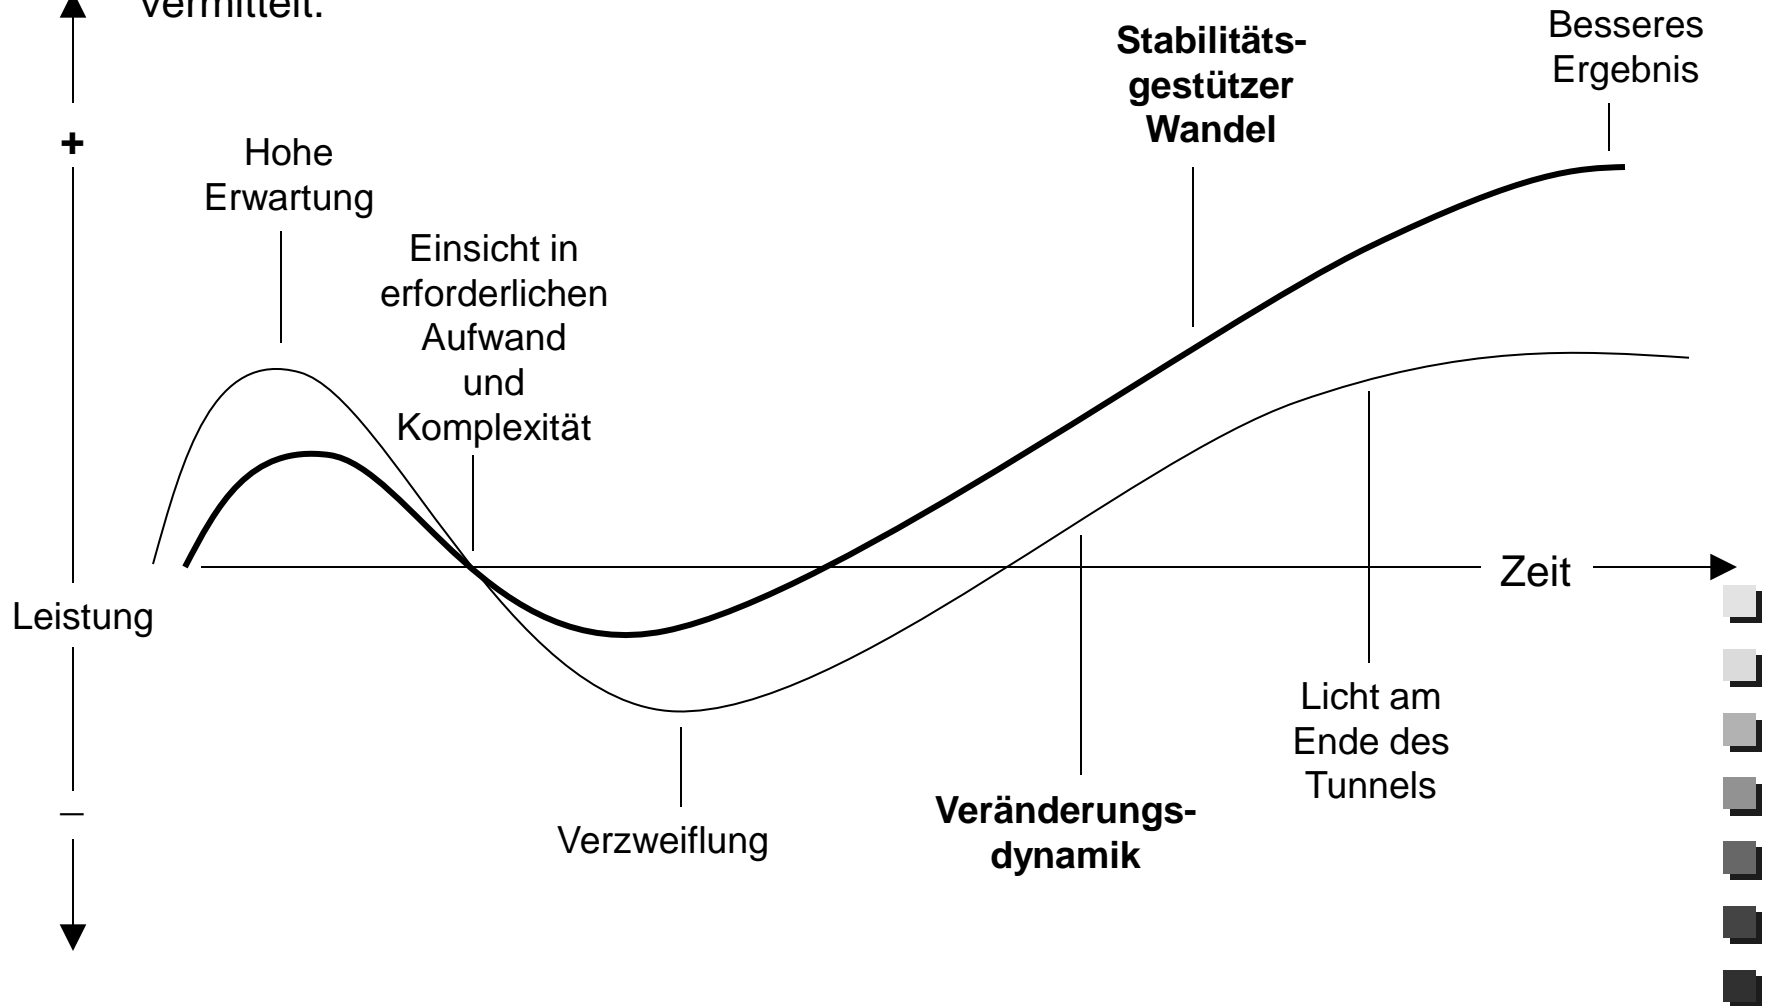 vermittelt.
Besseres
Ergebnis
Stabilitäts-
gestützer
Wandel
+
Hohe
Erwartung
Einsicht in
erforderlichen
Aufwand
und
Komplexität
Zeit
Leistung
Licht am
Ende des
Tunnels
–
Verzweiflung
Veränderungs-
dynamik